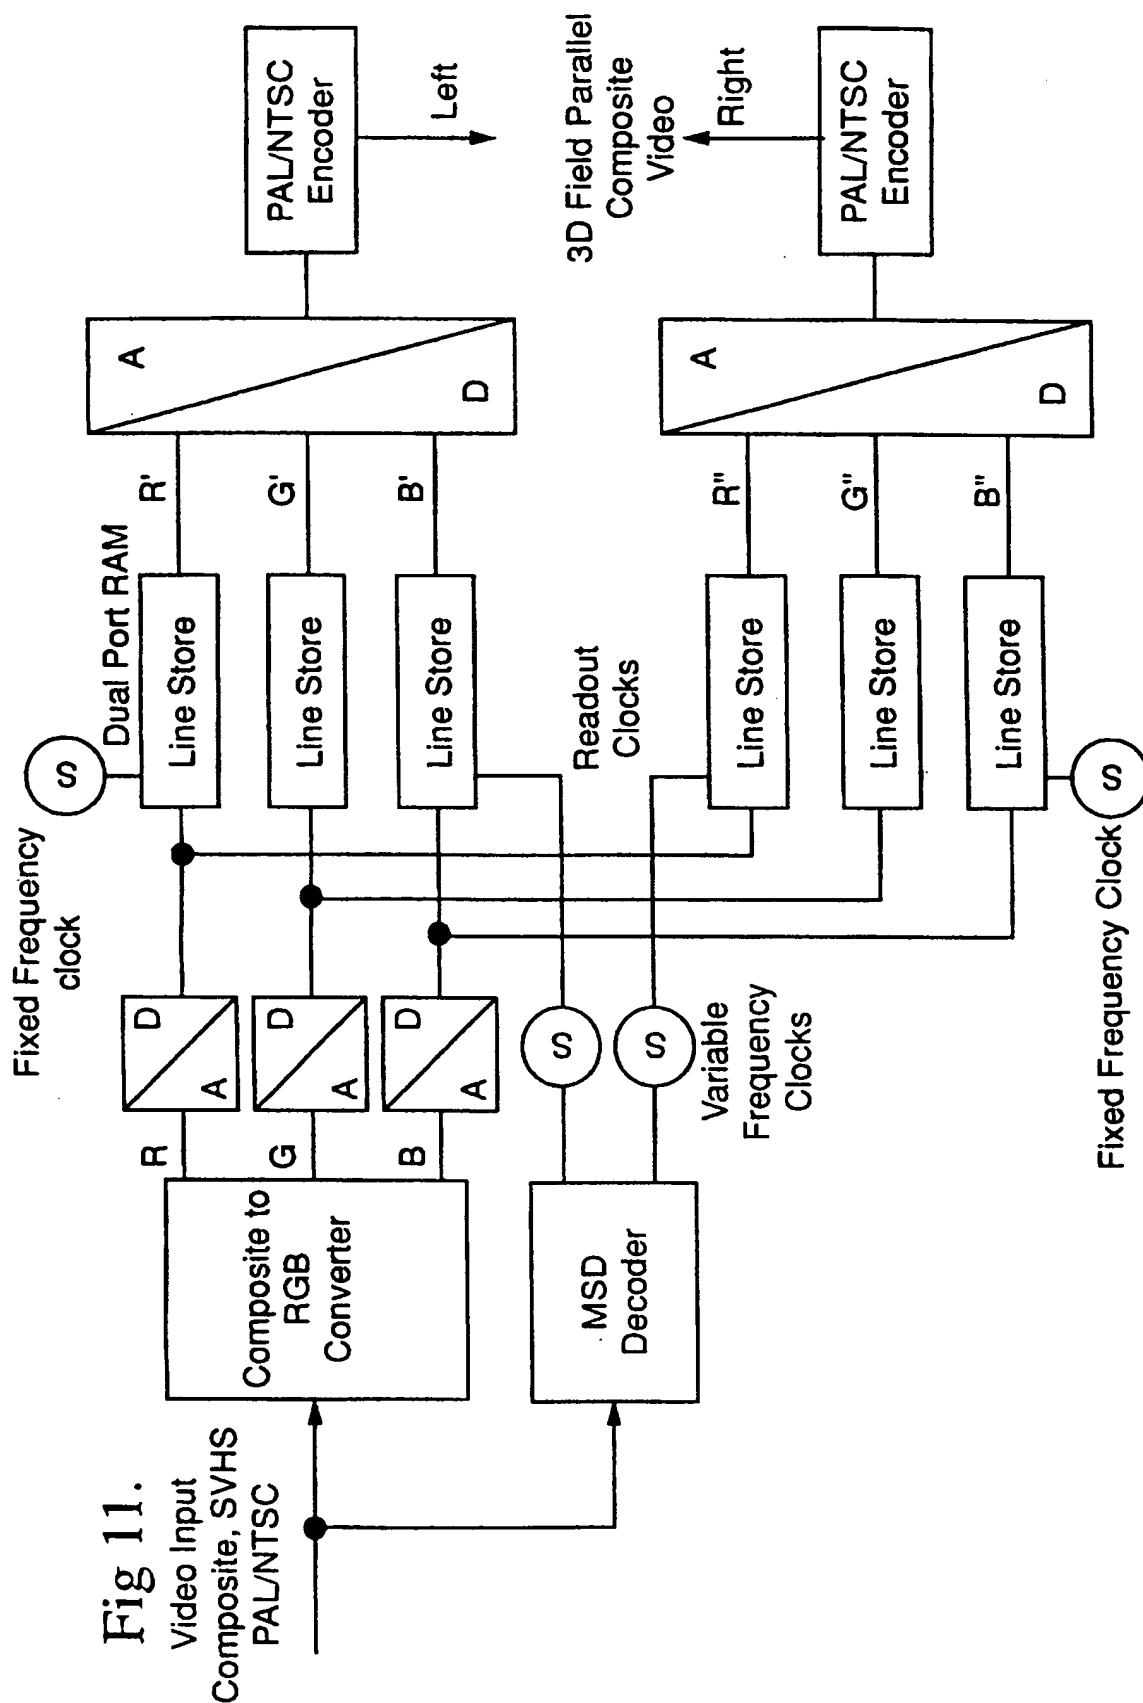 Fig 11.
Video Input
Composite, SVHS
PAL/NTSC
Composite to
RGB
Converter
MSD
Decoder
R
G
B
D
A
D
A
D
A
Fixed Frequency
clock
S
Dual Port RAM
S
S
Variable
Frequency
Clocks
Readout
Clocks
Line Store
Line Store
Line Store
Line Store
Line Store
Line Store
S
Fixed Frequency Clock
R'
G'
B'
R"
G"
B"
A
D
A
D
PAL/NTSC
Encoder
Left
3D Field Parallel
Composite
Video
Right
PAL/NTSC
Encoder